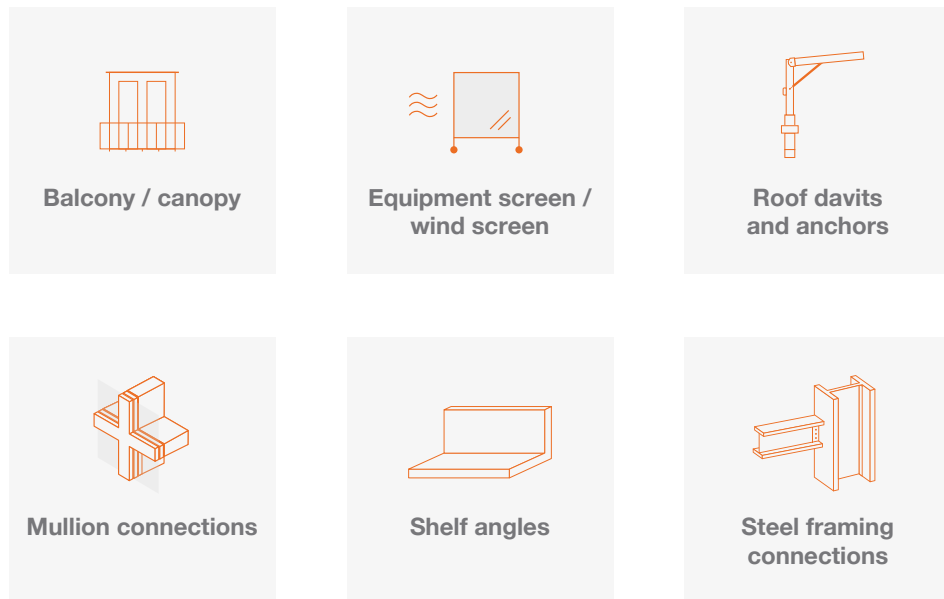 Balcony / canopy
Equipment screen /
wind screen
Roof davits
and anchors
Mullion connections
Shelf angles
Steel framing
connections